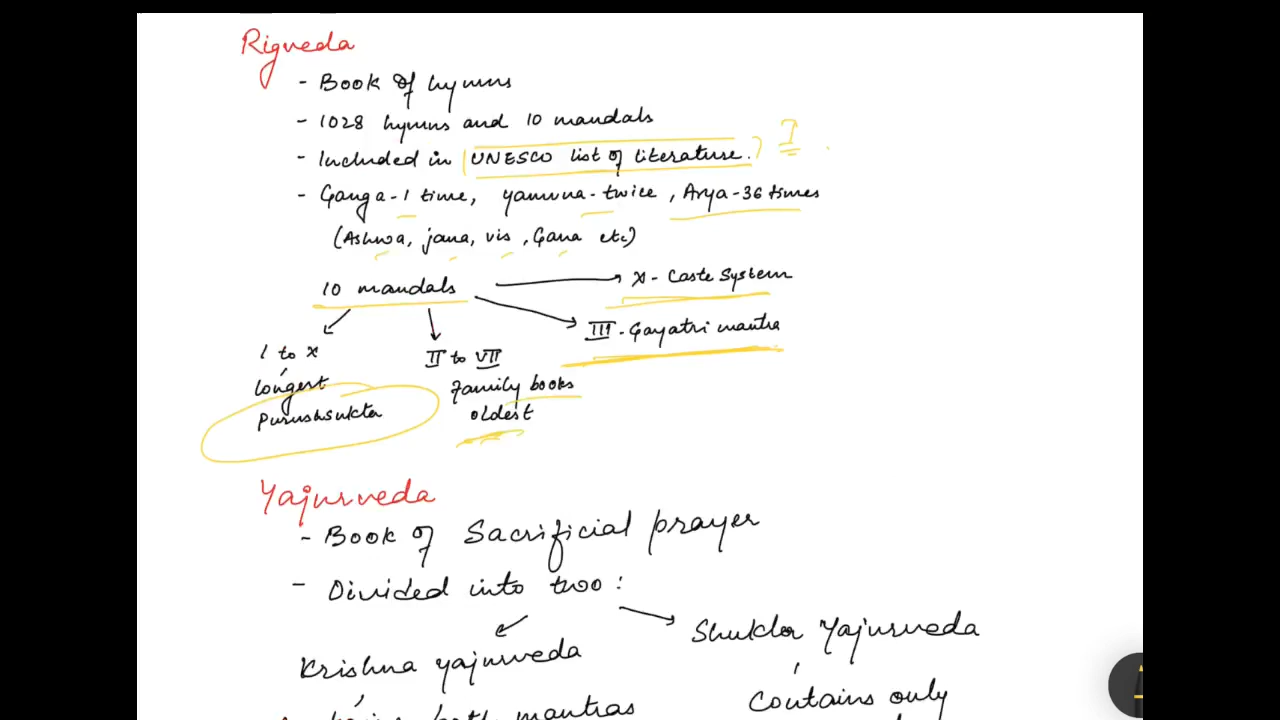 Rigveda
- Book of hymns
- 1028 hymns and 10 mandals
- Included in (UNESCO list of literature.) I
- Ganga-1 time, yamuna-twice, Arya-36 times
(Ashwa, jana, vis, Gana etc)
10 mandals
X- Caste System
III-Gayatri mantra
1 to X
longest
Purushsukta
II to VII
Family books
oldest
Yajurveda
- Book of Sacrificial prayer
- Divided into two:
Krishna yajurveda
both mantras
Shukla Yajurveda
Contains only